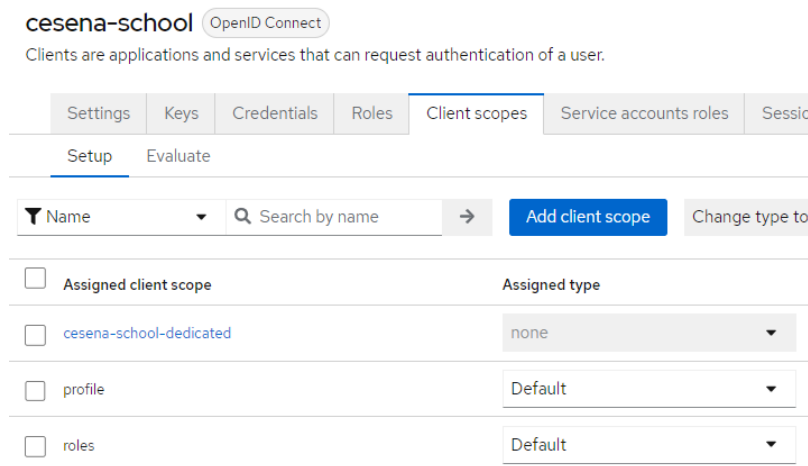 cesena-school OpenID Connect
Clients are applications and services that can request authentication of a user.
Settings Keys Credentials Roles Client scopes Service accounts roles Sessio
Setup Evaluate
Name Search by name Add client scope Change type to
Assigned client scope Assigned type
cesena-school-dedicated none
profile Default
roles Default